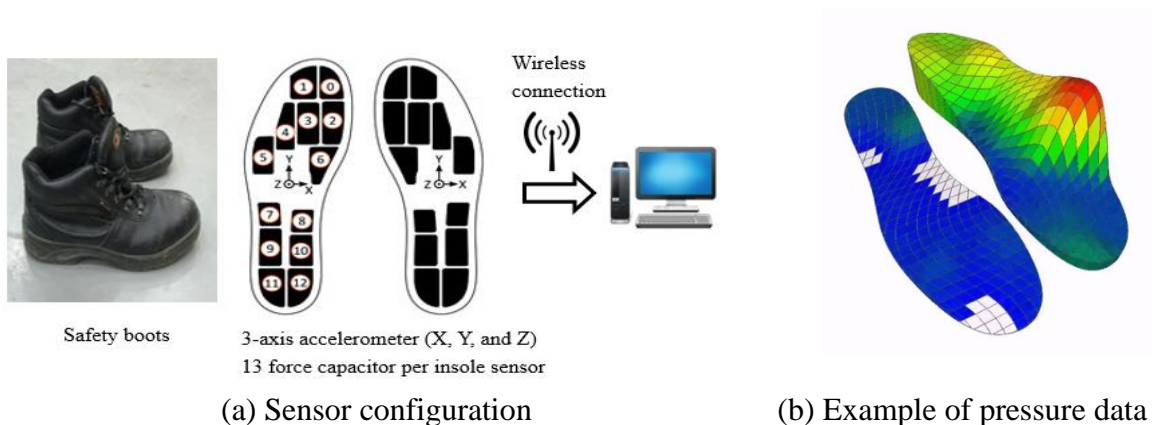 Wireless
connection
1 0
4 3 2
5 6
Y
Z X
Z X
7 8
9 10
11 12
Safety boots
3-axis accelerometer (X, Y, and Z)
13 force capacitor per insole sensor
(a) Sensor configuration
(b) Example of pressure data